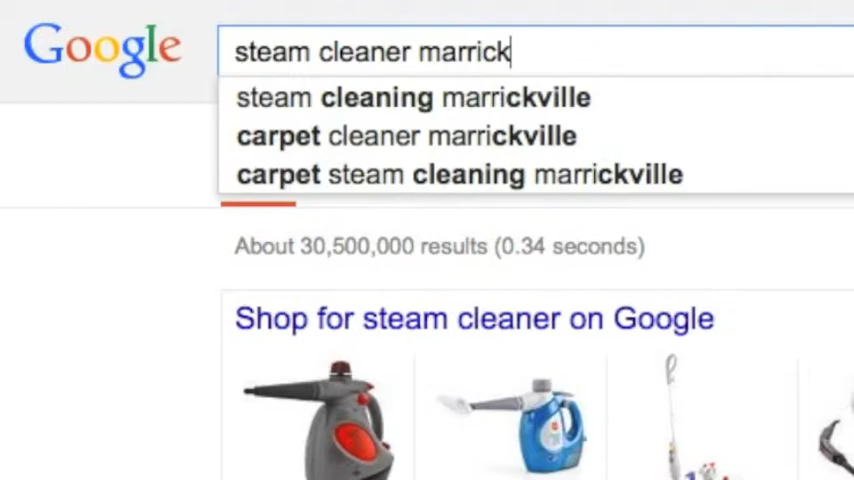 Google
steam cleaner marrick
steam cleaning marrickville
carpet cleaner marrickville
carpet steam cleaning marrickville
About 30,500,000 results (0.34 seconds)
Shop for steam cleaner on Google